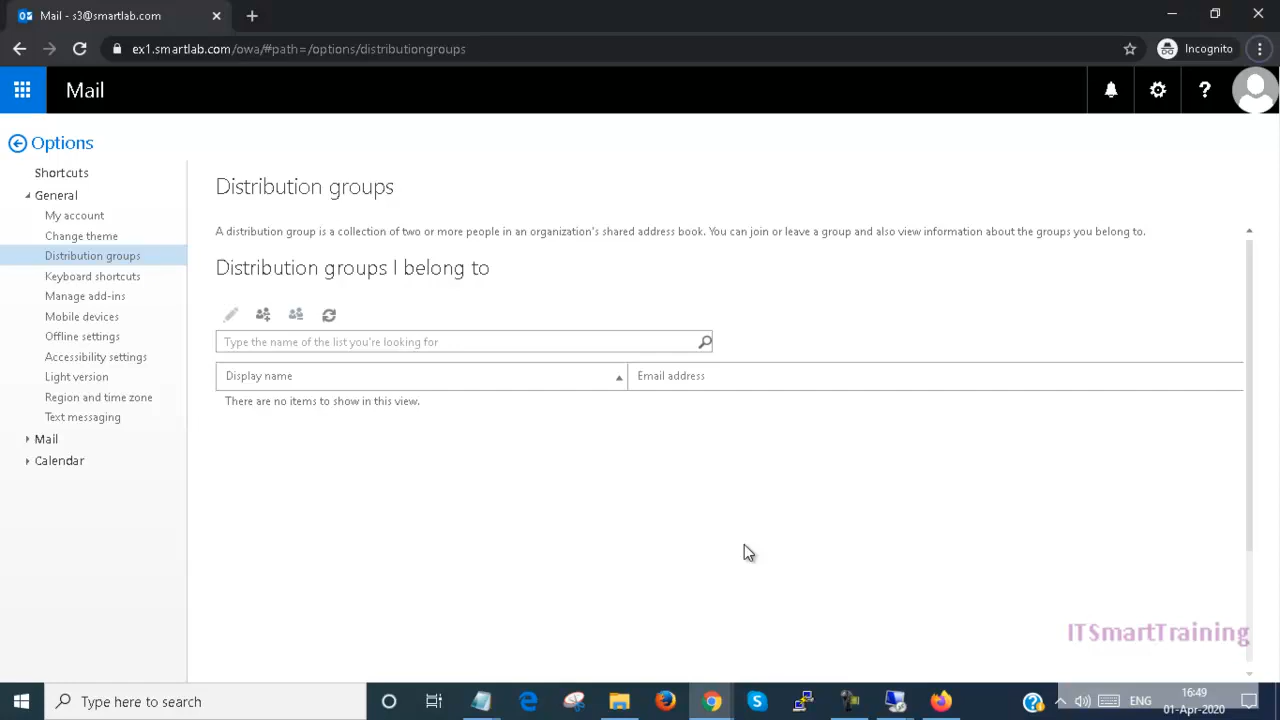 Mail - s3@smartlab.com
ex1.smartlab.com/owa/#path=/options/distributiongroups
Incognito
Mail
Options
Shortcuts
General
My account
Change theme
Distribution groups
Keyboard shortcuts
Manage add-ins
Mobile devices
Offline settings
Accessibility settings
Light version
Region and time zone
Text messaging
Mail
Calendar
Distribution groups
A distribution group is a collection of two or more people in an organization's shared address book. You can join or leave a group and also view information about the groups you belong to.
Distribution groups I belong to
Type the name of the list you're looking for
Display name
Email address
There are no items to show in this view.
ITSmartTraining
Type here to search
ENG
16:49
01-Apr-2020